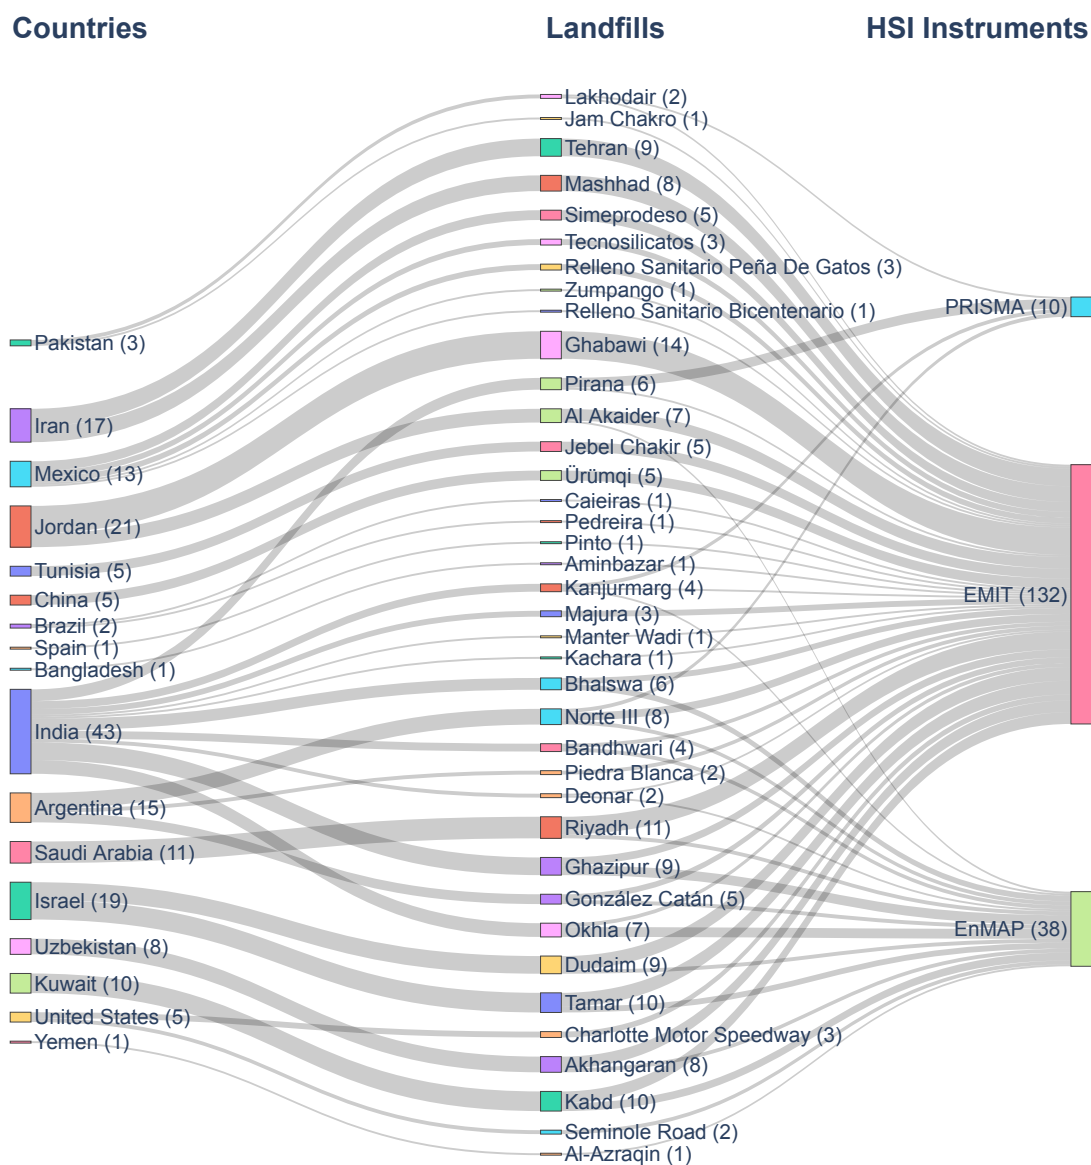 Countries
Landfills
HSI Instruments
Pakistan (3)
Iran (17)
Mexico (13)
Jordan (21)
Tunisia (5)
China (5)
Brazil (2)
Spain (1)
Bangladesh (1)
India (43)
Argentina (15)
Saudi Arabia (11)
Israel (19)
Uzbekistan (8)
Kuwait (10)
United States (5)
Yemen (1)
Lakhodair (2)
Jam Chakro (1)
Tehran (9)
Mashhad (8)
Simeprodeso (5)
Tecnosilicatos (3)
Relleno Sanitario Peña De Gatos (3)
Zumpango (1)
Relleno Sanitario Bicentenario (1)
Ghabawi (14)
Pirana (6)
Al Akaider (7)
Jebel Chakir (5)
Ürümqi (5)
Caieiras (1)
Pedreira (1)
Pinto (1)
Aminbazar (1)
Kanjurmarg (4)
Majura (3)
Manter Wadi (1)
Kachara (1)
Bhalswa (6)
Norte III (8)
Bandhwari (4)
Piedra Blanca (2)
Deonar (2)
Riyadh (11)
Ghazipur (9)
González Catán (5)
Okhla (7)
Dudaim (9)
Tamar (10)
Charlotte Motor Speedway (3)
Akhangaran (8)
Kabd (10)
Seminole Road (2)
Al-Azraqin (1)
PRISMA (10)
EMIT (132)
EnMAP (38)